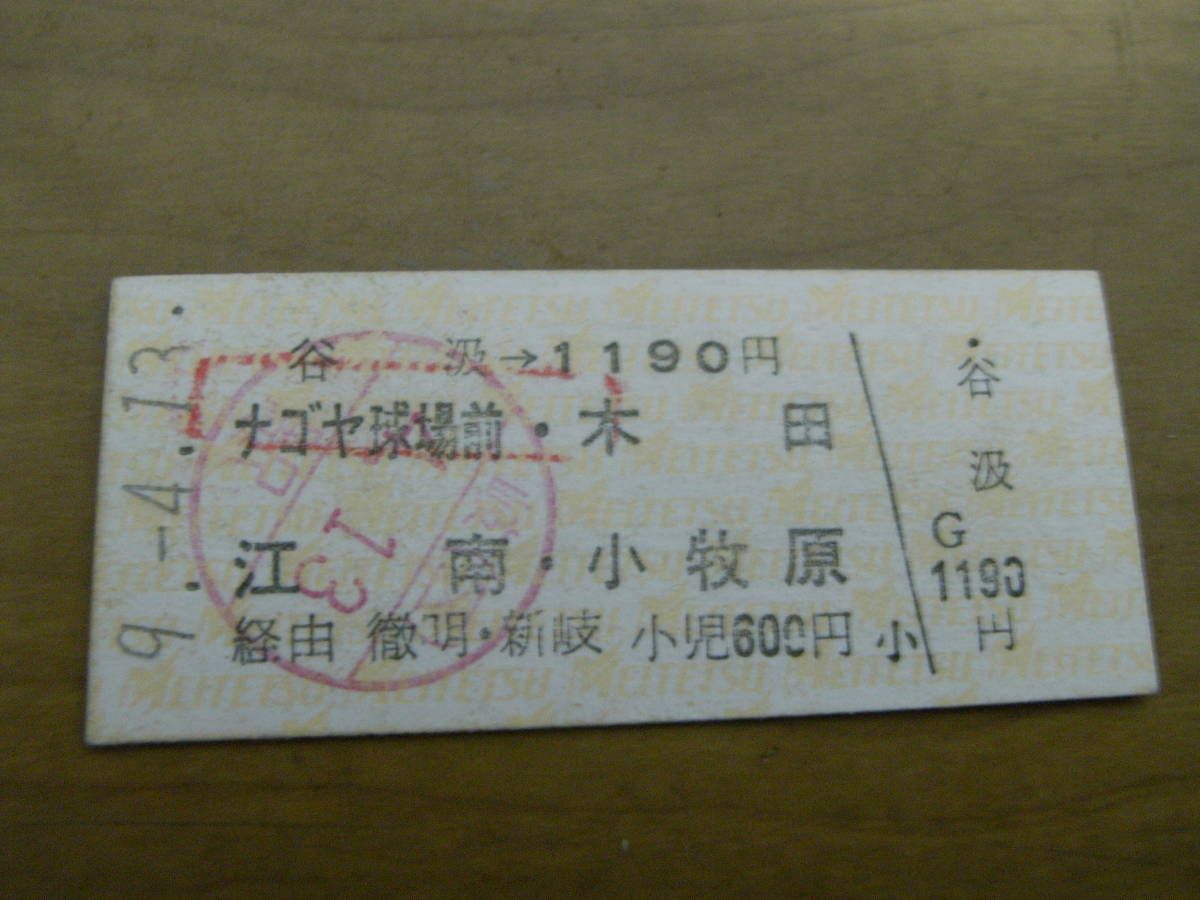 9.-4.13.
谷汲→1190円
ナゴヤ球場前・木田
江南・小牧原
経由 徹明・新岐 小児600円 小
谷汲
G
1190
円
13
MEITETSU